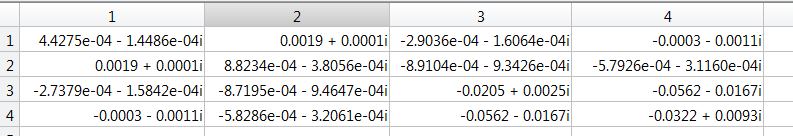 1 2 3 4
1 4.4275e-04 - 1.4486e-04i 0.0019 + 0.0001i -2.9036e-04 - 1.6064e-04i -0.0003 - 0.0011i
2 0.0019 + 0.0001i 8.8234e-04 - 3.8056e-04i -8.9104e-04 - 9.3426e-04i -5.7926e-04 - 3.1160e-04i
3 -2.7379e-04 - 1.5842e-04i -8.7195e-04 - 9.4647e-04i -0.0205 + 0.0025i -0.0562 - 0.0167i
4 -0.0003 - 0.0011i -5.8286e-04 - 3.2061e-04i -0.0562 - 0.0167i -0.0322 + 0.0093i